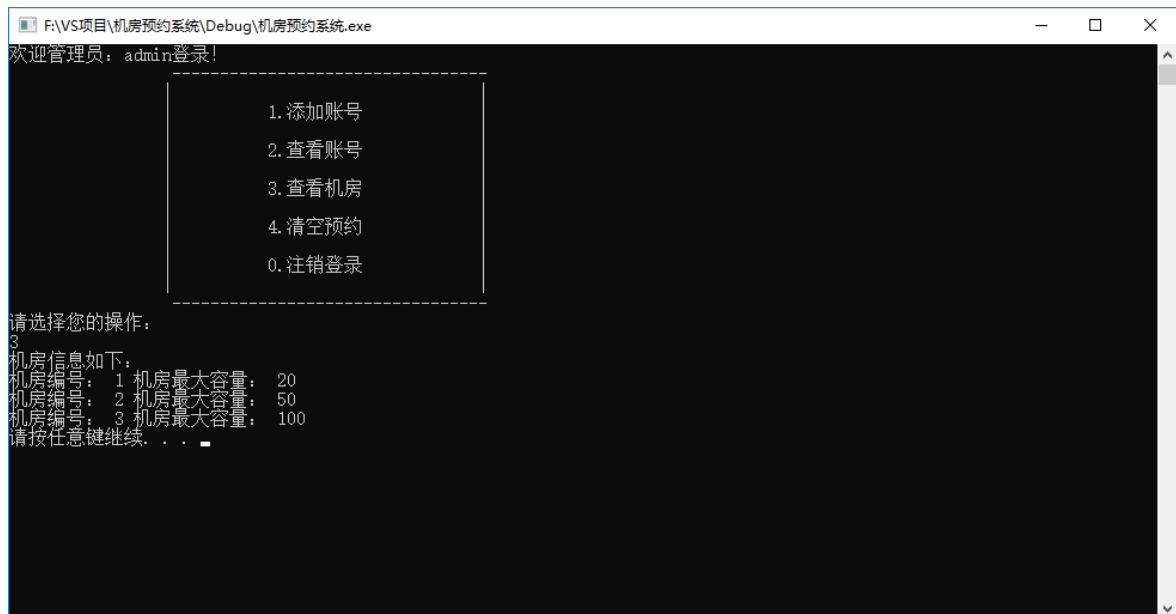 F:\VS项目\机房预约系统\Debug\机房预约系统.exe
欢迎管理员：admin登录！
---------------------------------
1.添加账号
2.查看账号
3.查看机房
4.清空预约
0.注销登录
---------------------------------
请选择您的操作：
3
机房信息如下：
机房编号： 1 机房最大容量： 20
机房编号： 2 机房最大容量： 50
机房编号： 3 机房最大容量： 100
请按任意键继续. . .